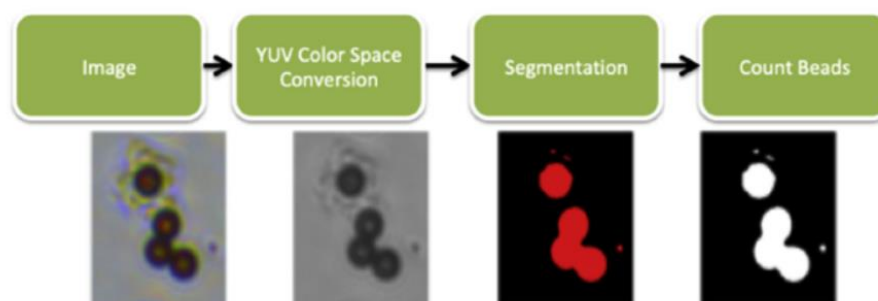 Image
YUV Color Space
Conversion
Segmentation
Count Beads